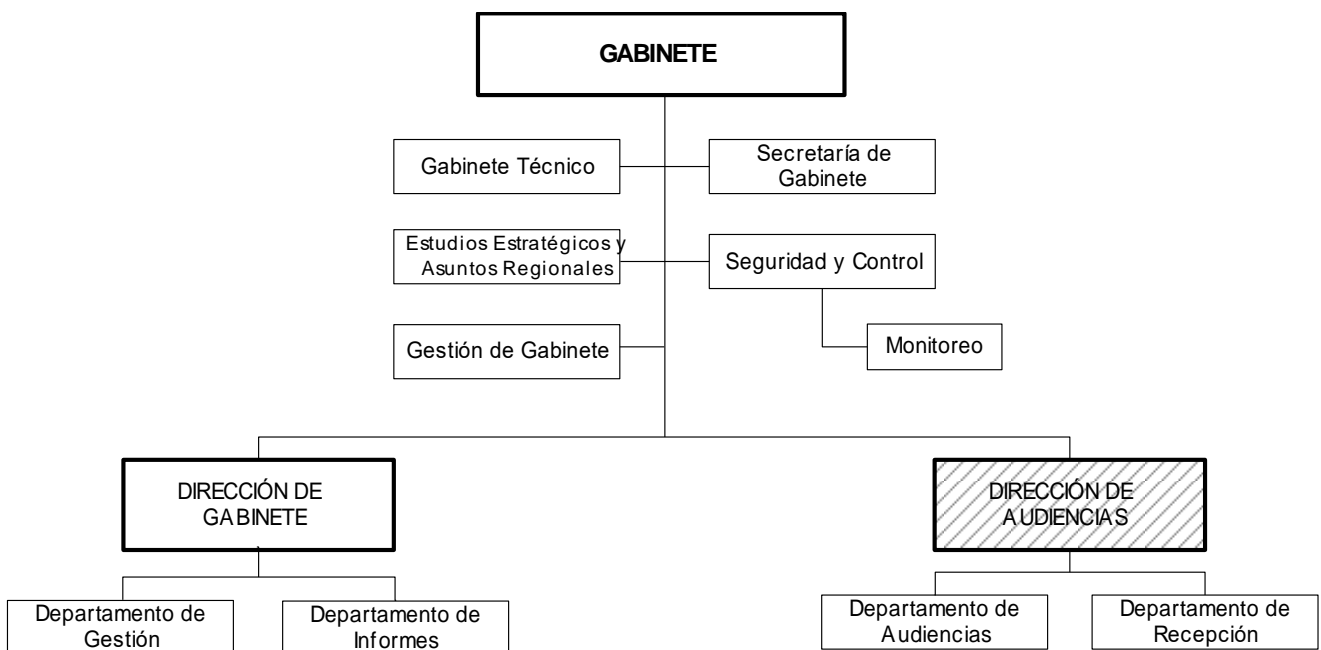 GABINETE
Gabinete Técnico
Secretaría de
Gabinete
Estudios Estratégicos y
Asuntos Regionales
Seguridad y Control
Gestión de Gabinete
Monitoreo
DIRECCIÓN DE
GABINETE
DIRECCIÓN DE
AUDIENCIAS
Departamento de
Gestión
Departamento de
Informes
Departamento de
Audiencias
Departamento de
Recepción